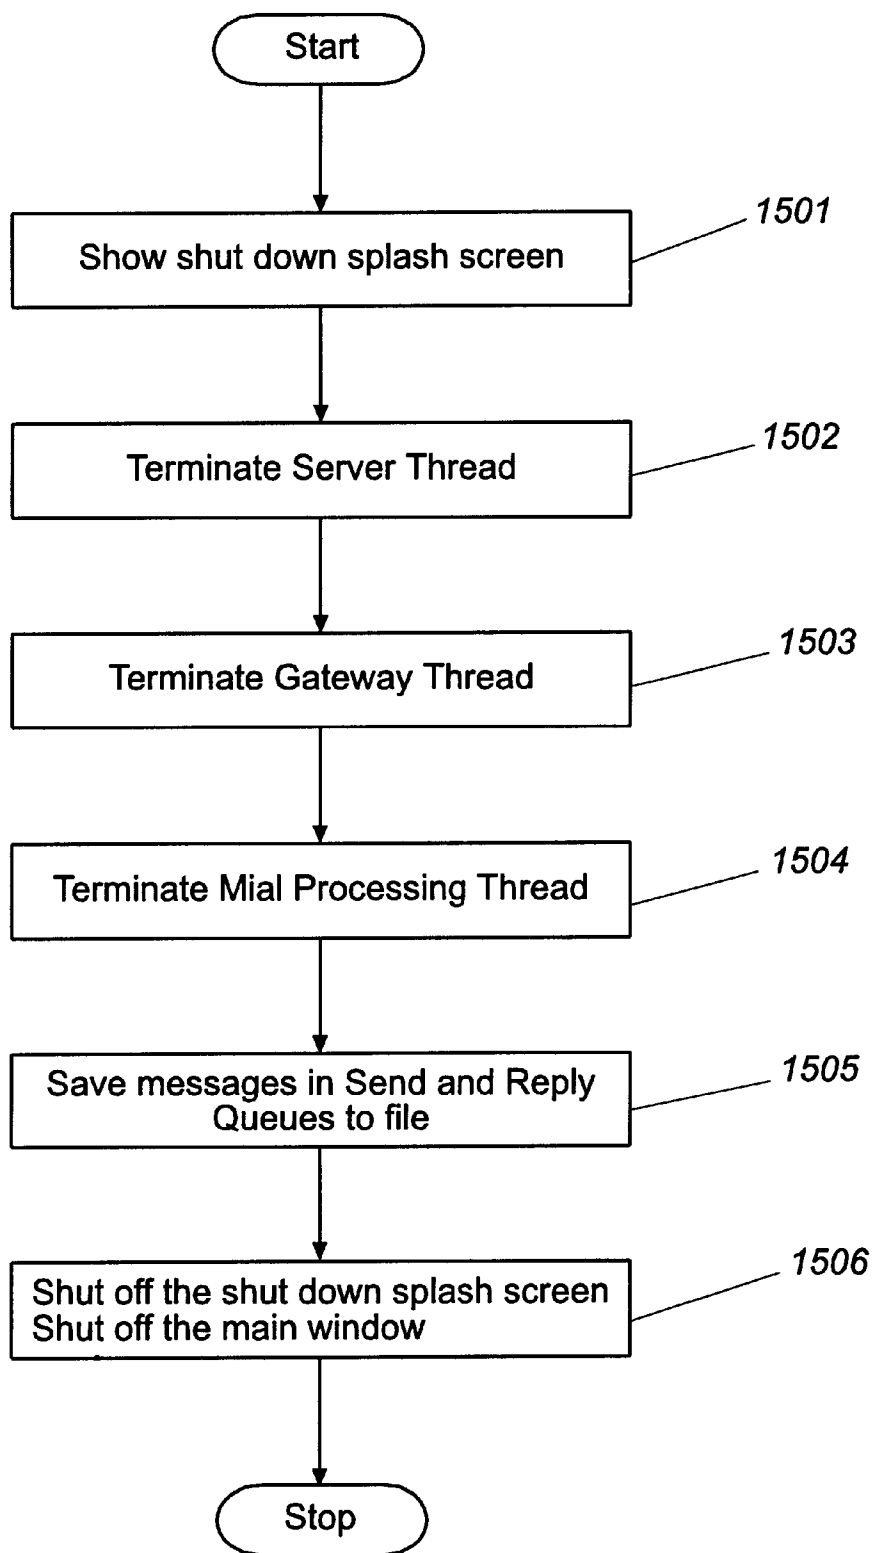 Start
1501
Show shut down splash screen
1502
Terminate Server Thread
1503
Terminate Gateway Thread
1504
Terminate Mial Processing Thread
1505
Save messages in Send and Reply
Queues to file
1506
Shut off the shut down splash screen
Shut off the main window
Stop